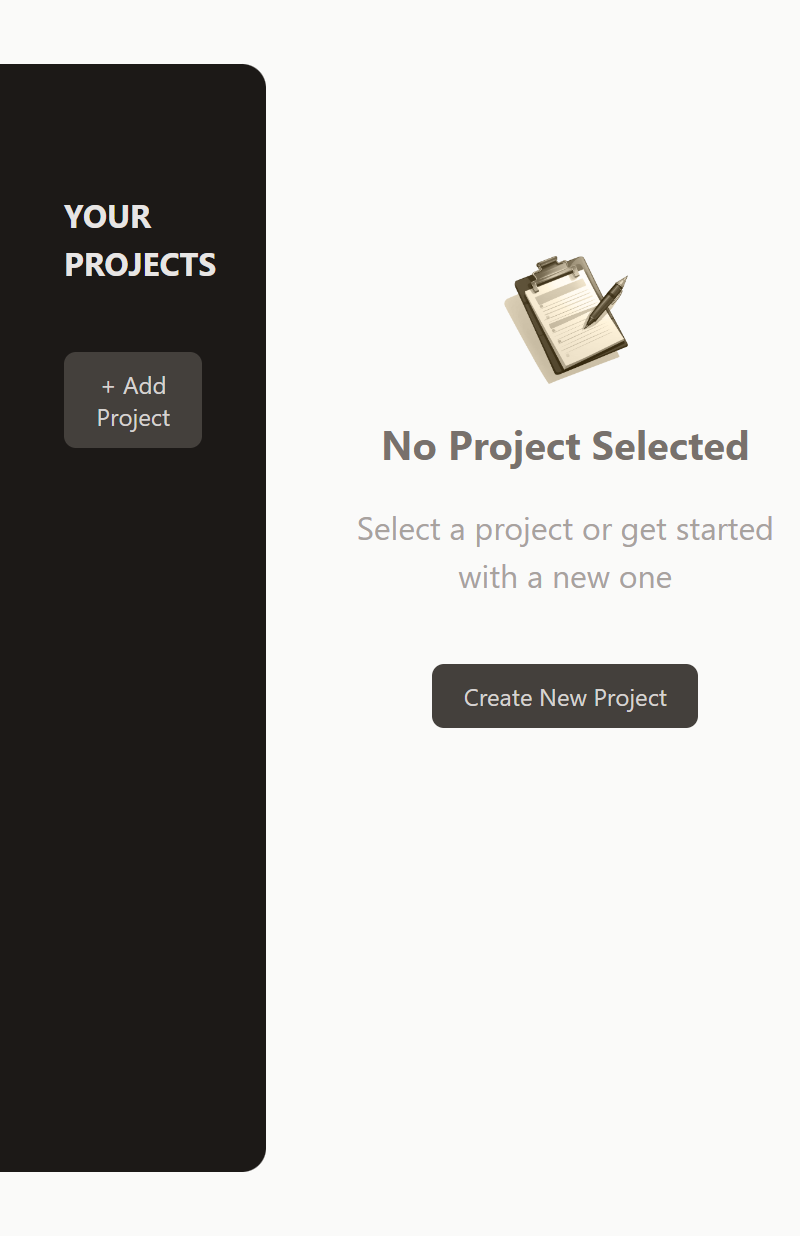 YOUR
PROJECTS
+ Add
Project
No Project Selected
Select a project or get started
with a new one
Create New Project